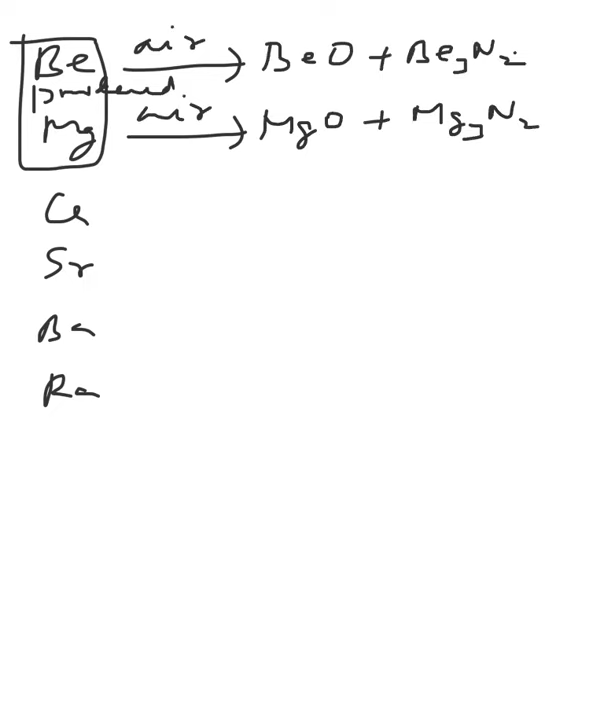 Be air → BeO + Be₃N₂
powdered
Mg air → MgO + Mg₃N₂
Ca
Sr
Ba
Ra